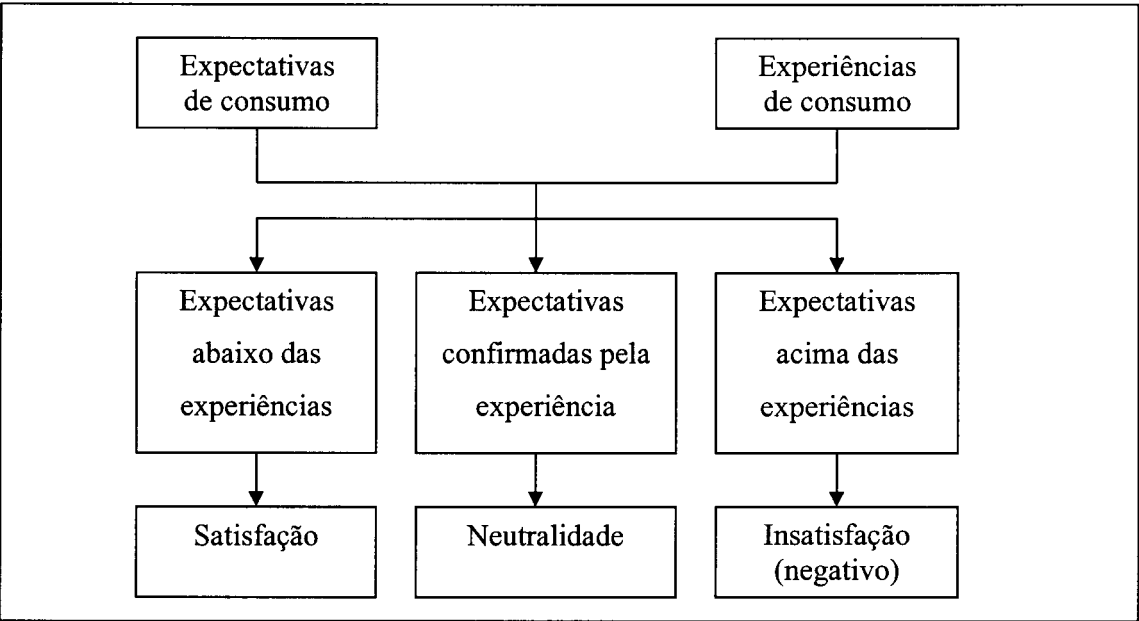 Expectativas
de consumo
Experiências
de consumo
Expectativas
abaixo das
experiências
Expectativas
confirmadas pela
experiência
Expectativas
acima das
experiências
Satisfação
Neutralidade
Insatisfação
(negativo)